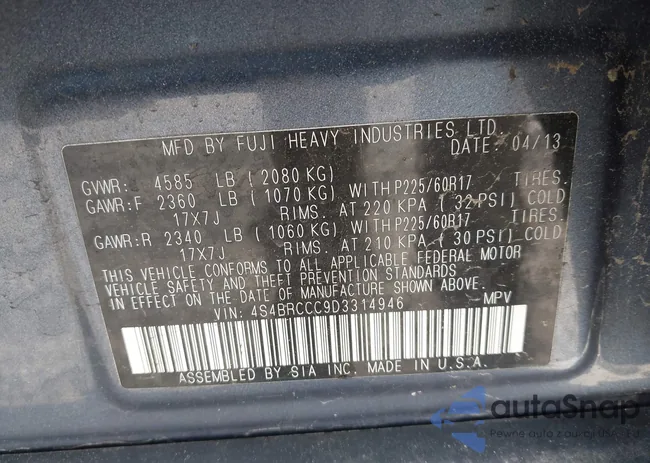 MFD BY FUJI HEAVY INDUSTRIES LTD.
DATE: 04/13
GVWR: 4585 LB (2080 KG)
GAWR:F 2360 LB (1070 KG) WITH P225/60R17 TIRES,
17X7J RIMS. AT 220 KPA (32 PSI) COLD
GAWR:R 2340 LB (1060 KG) WITH P225/60R17 TIRES,
17X7J RIMS. AT 210 KPA (30 PSI) COLD
THIS VEHICLE CONFORMS TO ALL APPLICABLE FEDERAL MOTOR
VEHICLE SAFETY AND THEFT PREVENTION STANDARDS
IN EFFECT ON THE DATE OF MANUFACTURE SHOWN ABOVE.
VIN: 4S4BRCCC9D3314946 MPV
ASSEMBLED BY SIA INC. MADE IN U.S.A.
autoSnap
Pewne auto z aukcji